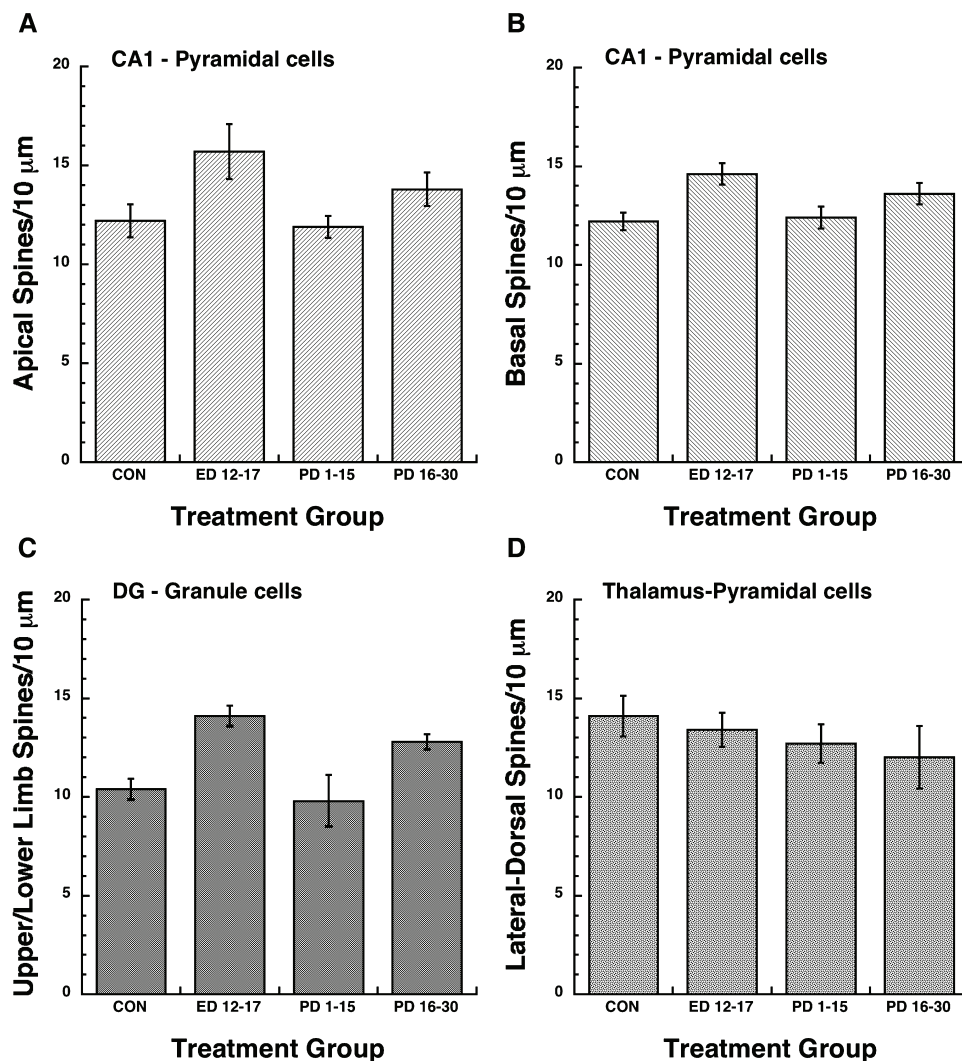 A
CA1 - Pyramidal cells
20
15
10
5
0
Apical Spines/10 μm
CON ED 12-17 PD 1-15 PD 16-30
Treatment Group
B
CA1 - Pyramidal cells
20
15
10
5
0
Basal Spines/10 μm
CON ED 12-17 PD 1-15 PD 16-30
Treatment Group
C
DG - Granule cells
20
15
10
5
0
Upper/Lower Limb Spines/10 μm
CON ED 12-17 PD 1-15 PD 16-30
Treatment Group
D
Thalamus-Pyramidal cells
20
15
10
5
0
Lateral-Dorsal Spines/10 μm
CON ED 12-17 PD 1-15 PD 16-30
Treatment Group